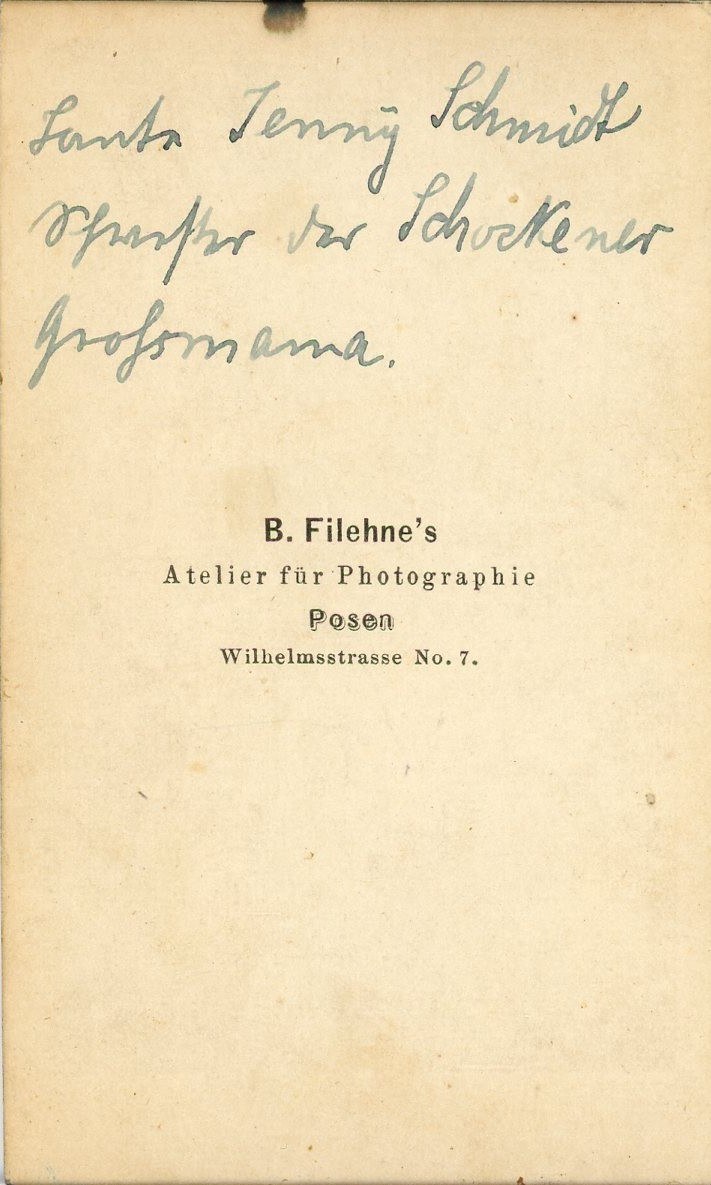 Tante Jenny Schmidt
Schwester der Schockener
Grossmama.
B. Filehne's
Atelier für Photographie
Posen
Wilhelmsstrasse No. 7.